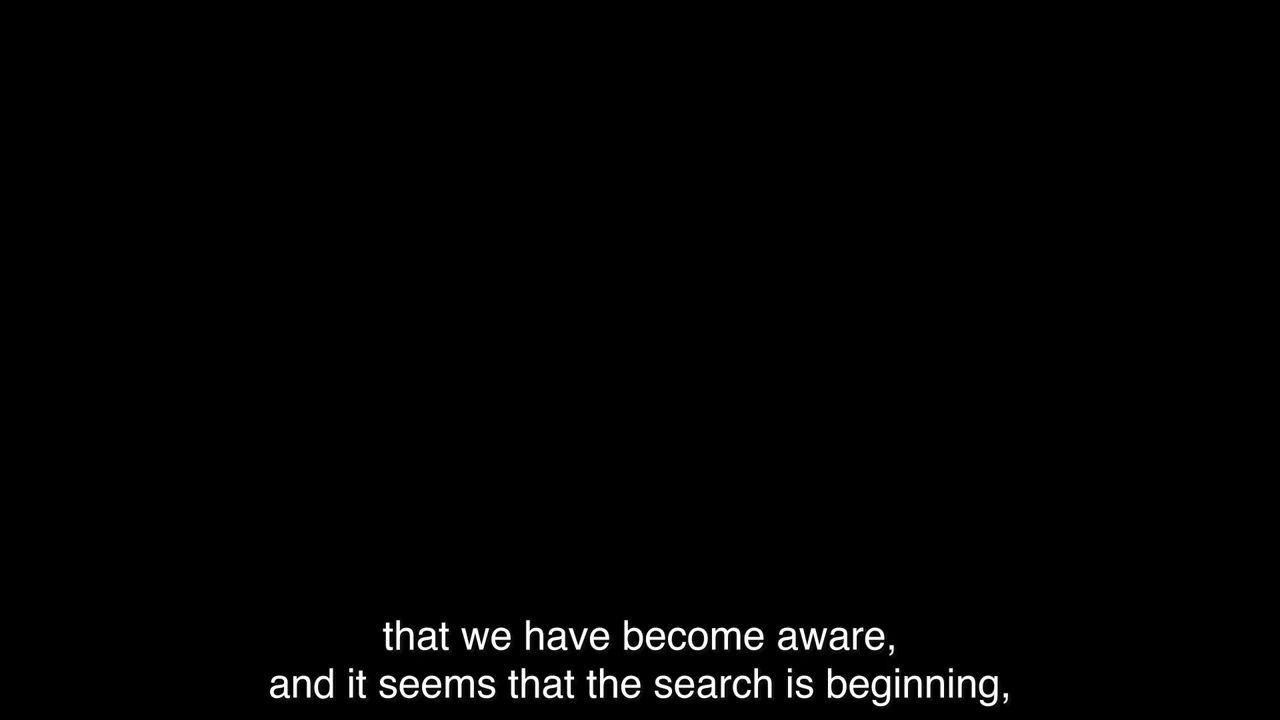 that we have become aware,
and it seems that the search is beginning,